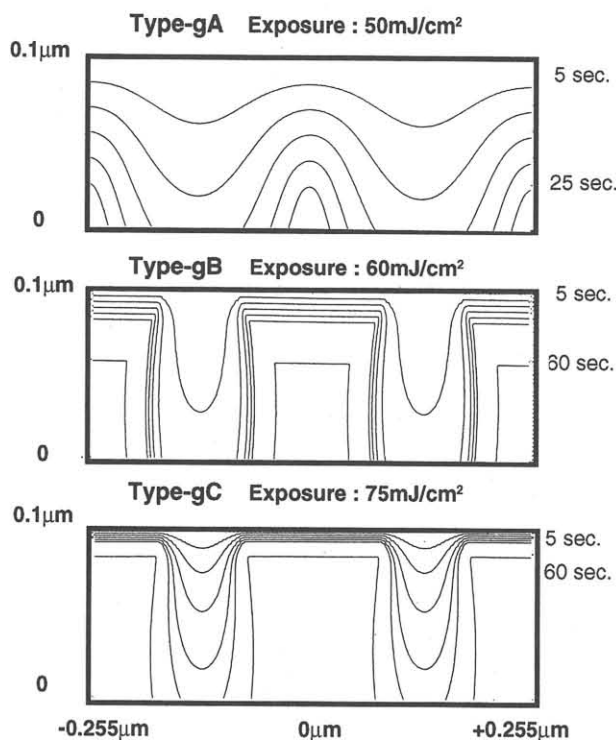 Type-gA Exposure : 50mJ/cm²
0.1μm
5 sec.
25 sec.
0
Type-gB Exposure : 60mJ/cm²
0.1μm
5 sec.
60 sec.
0
Type-gC Exposure : 75mJ/cm²
0.1μm
5 sec.
60 sec.
0
-0.255μm 0μm +0.255μm